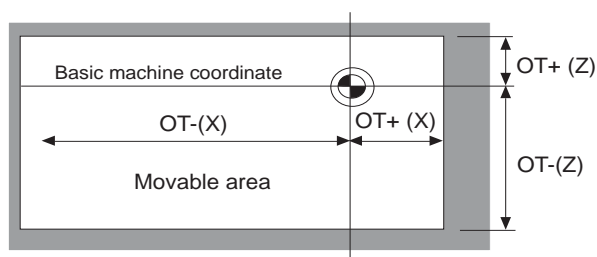 OT+ (Z)
Basic machine coordinate
OT-(X)
OT+ (X)
OT-(Z)
Movable area